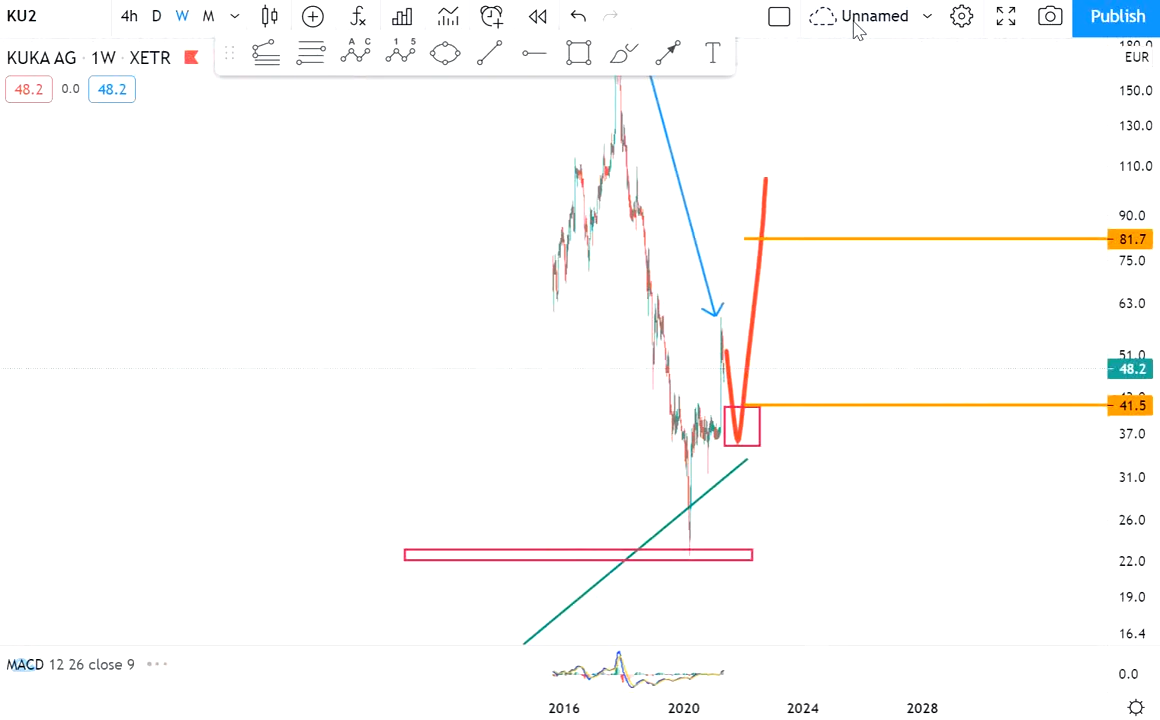 KU2 4h D W M Unnamed Publish
180.0
A C 1 5 T
KUKA AG · 1W · XETR EUR
48.2 0.0 48.2 150.0
130.0
110.0
90.0
81.7
75.0
63.0
51.0
48.2
41.5
37.0
31.0
26.0
22.0
19.0
16.4
MACD 12 26 close 9 0.0
2016 2020 2024 2028